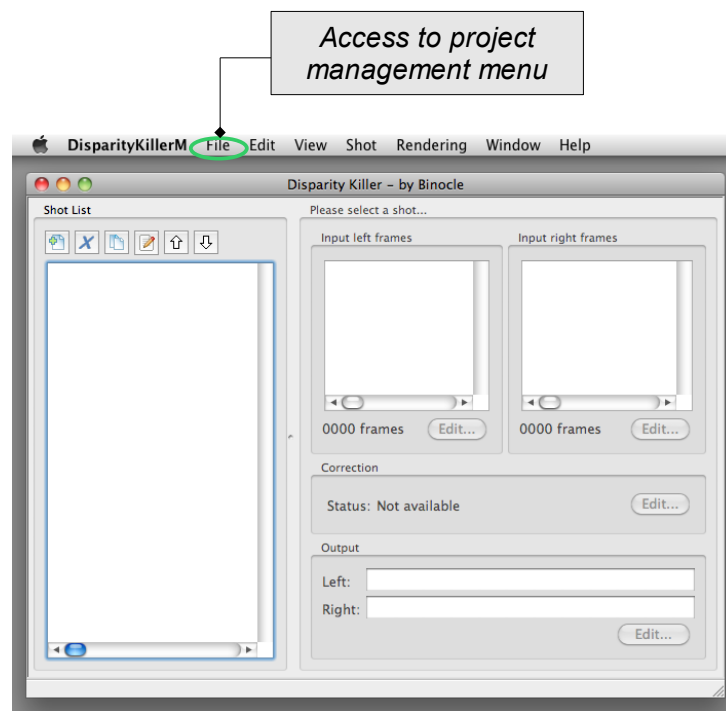 Access to project
management menu
DisparityKillerM File Edit View Shot Rendering Window Help
Disparity Killer – by Binocle
Shot List
Please select a shot...
Input left frames
Input right frames
0000 frames Edit...
0000 frames Edit...
Correction
Status: Not available Edit...
Output
Left:
Right:
Edit...